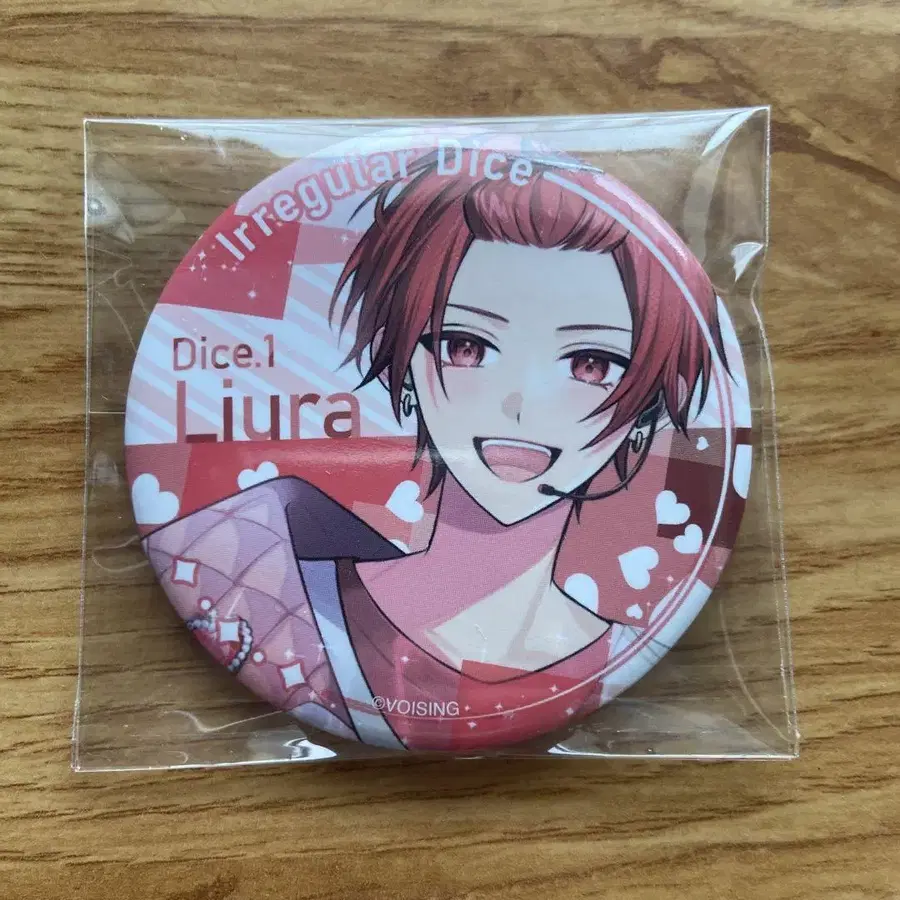 Irregular Dice
Dice.1
Liura
©VOISING